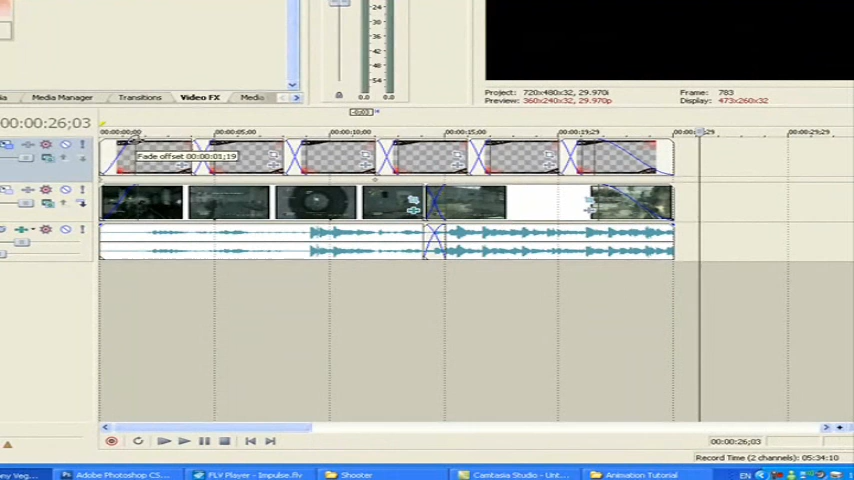 24
30
36
42
48
54
0.0 0.0
Project: 720x480x32, 29.970i
Preview: 360x240x32, 29.970p
Frame: 783
Display: 473x260x32
Media Manager Transitions Video FX Media
00:00:26;03
-0;03
00:00:00;00 00:00:05;00 00:00:10;00 00:00:15;00 00:00:19;29 00:00:29;29
Fade offset 00:00:01;19
00:00:26;03
Record Time (2 channels): 05:34:10
Adobe Photoshop CS... FLV Player - Impulse.flv Shooter Camtasia Studio - Unt... Animation Tutorial EN